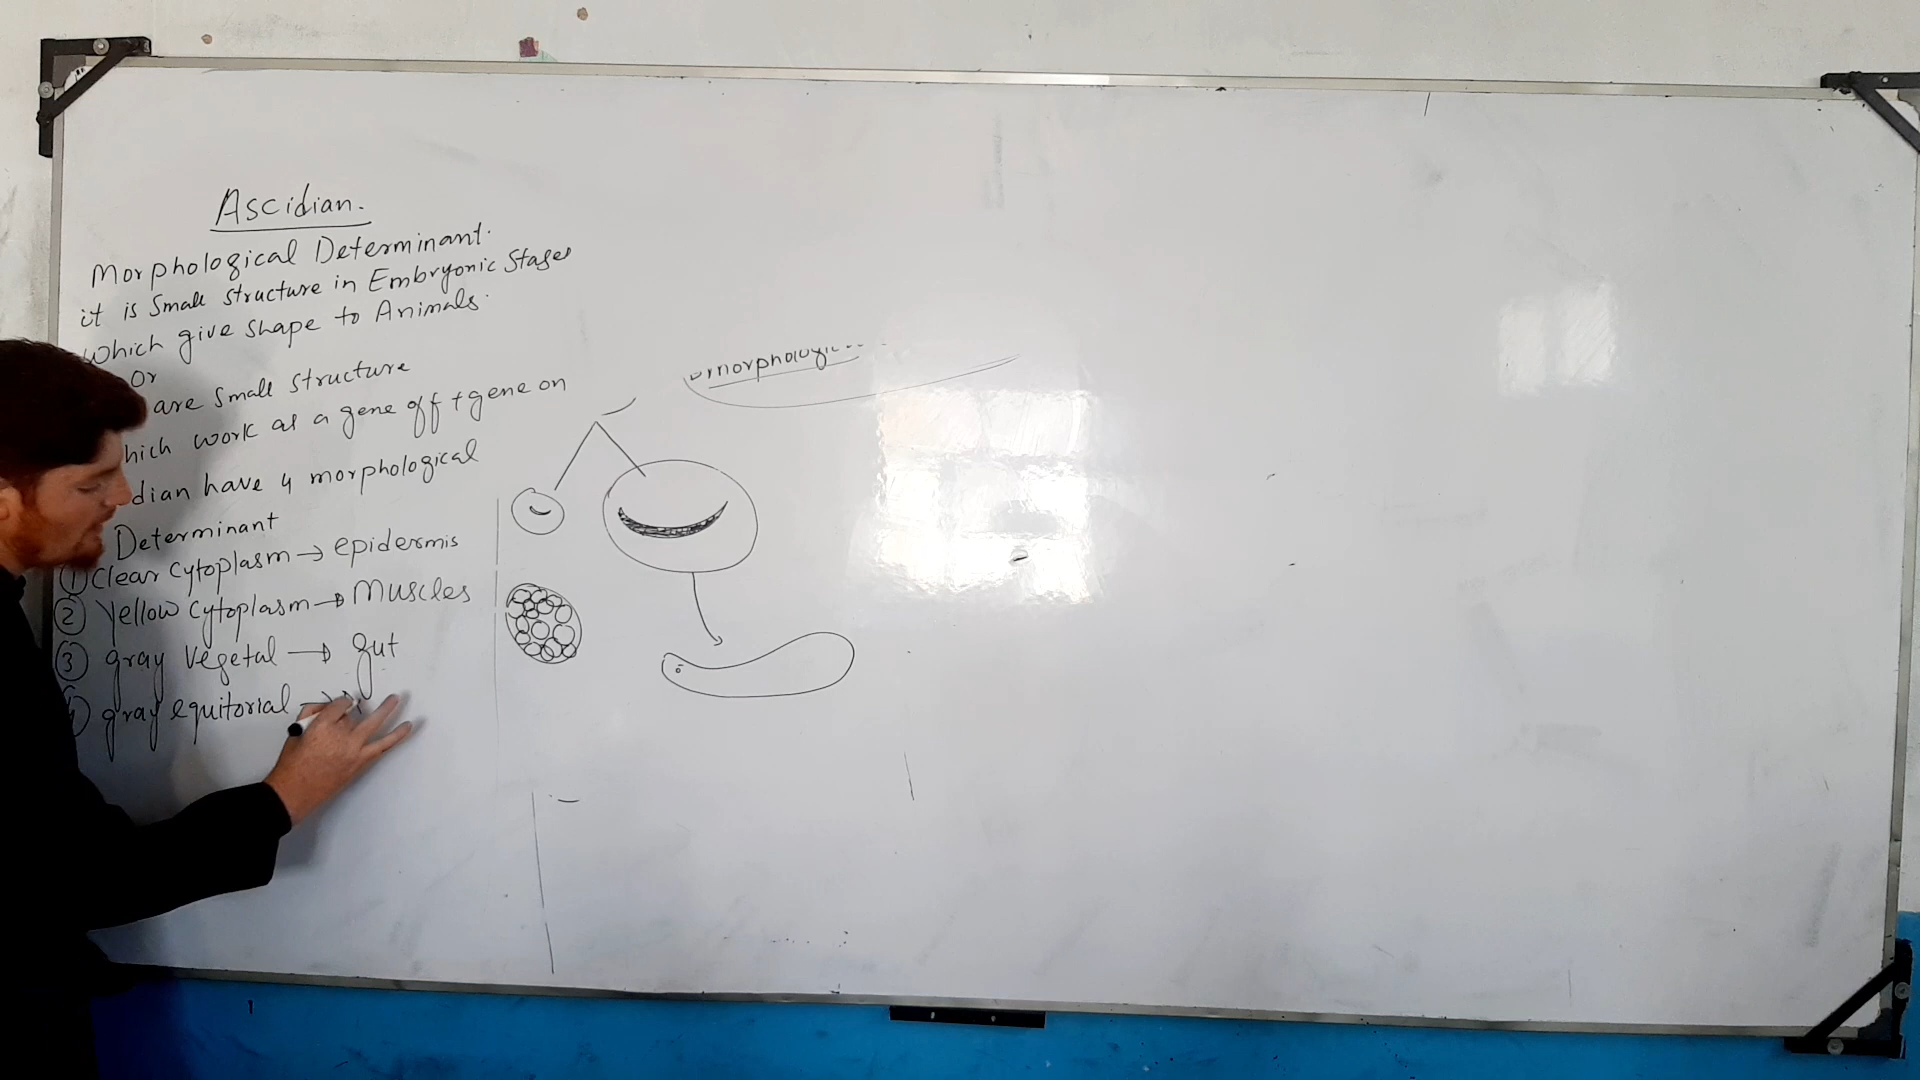 Ascidian.
Morphological Determinant.
it is Small structure in Embryonic Stages
which give shape to Animals.
or
are small structure
hich work as a gene off + gene on
dian have 4 morphological
Determinant
① Clear cytoplasm → epidermis
② Yellow cytoplasm → Muscles
③ gray Vegetal → gut
gray equitorial →